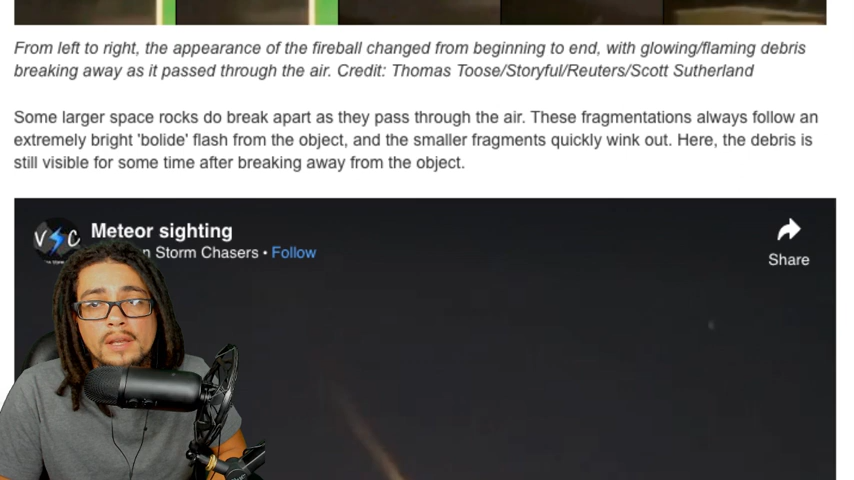 From left to right, the appearance of the fireball changed from beginning to end, with glowing/flaming debris
breaking away as it passed through the air. Credit: Thomas Toose/Storyful/Reuters/Scott Sutherland
Some larger space rocks do break apart as they pass through the air. These fragmentations always follow an
extremely bright 'bolide' flash from the object, and the smaller fragments quickly wink out. Here, the debris is
still visible for some time after breaking away from the object.
V C
Meteor sighting
n Storm Chasers • Follow
Share